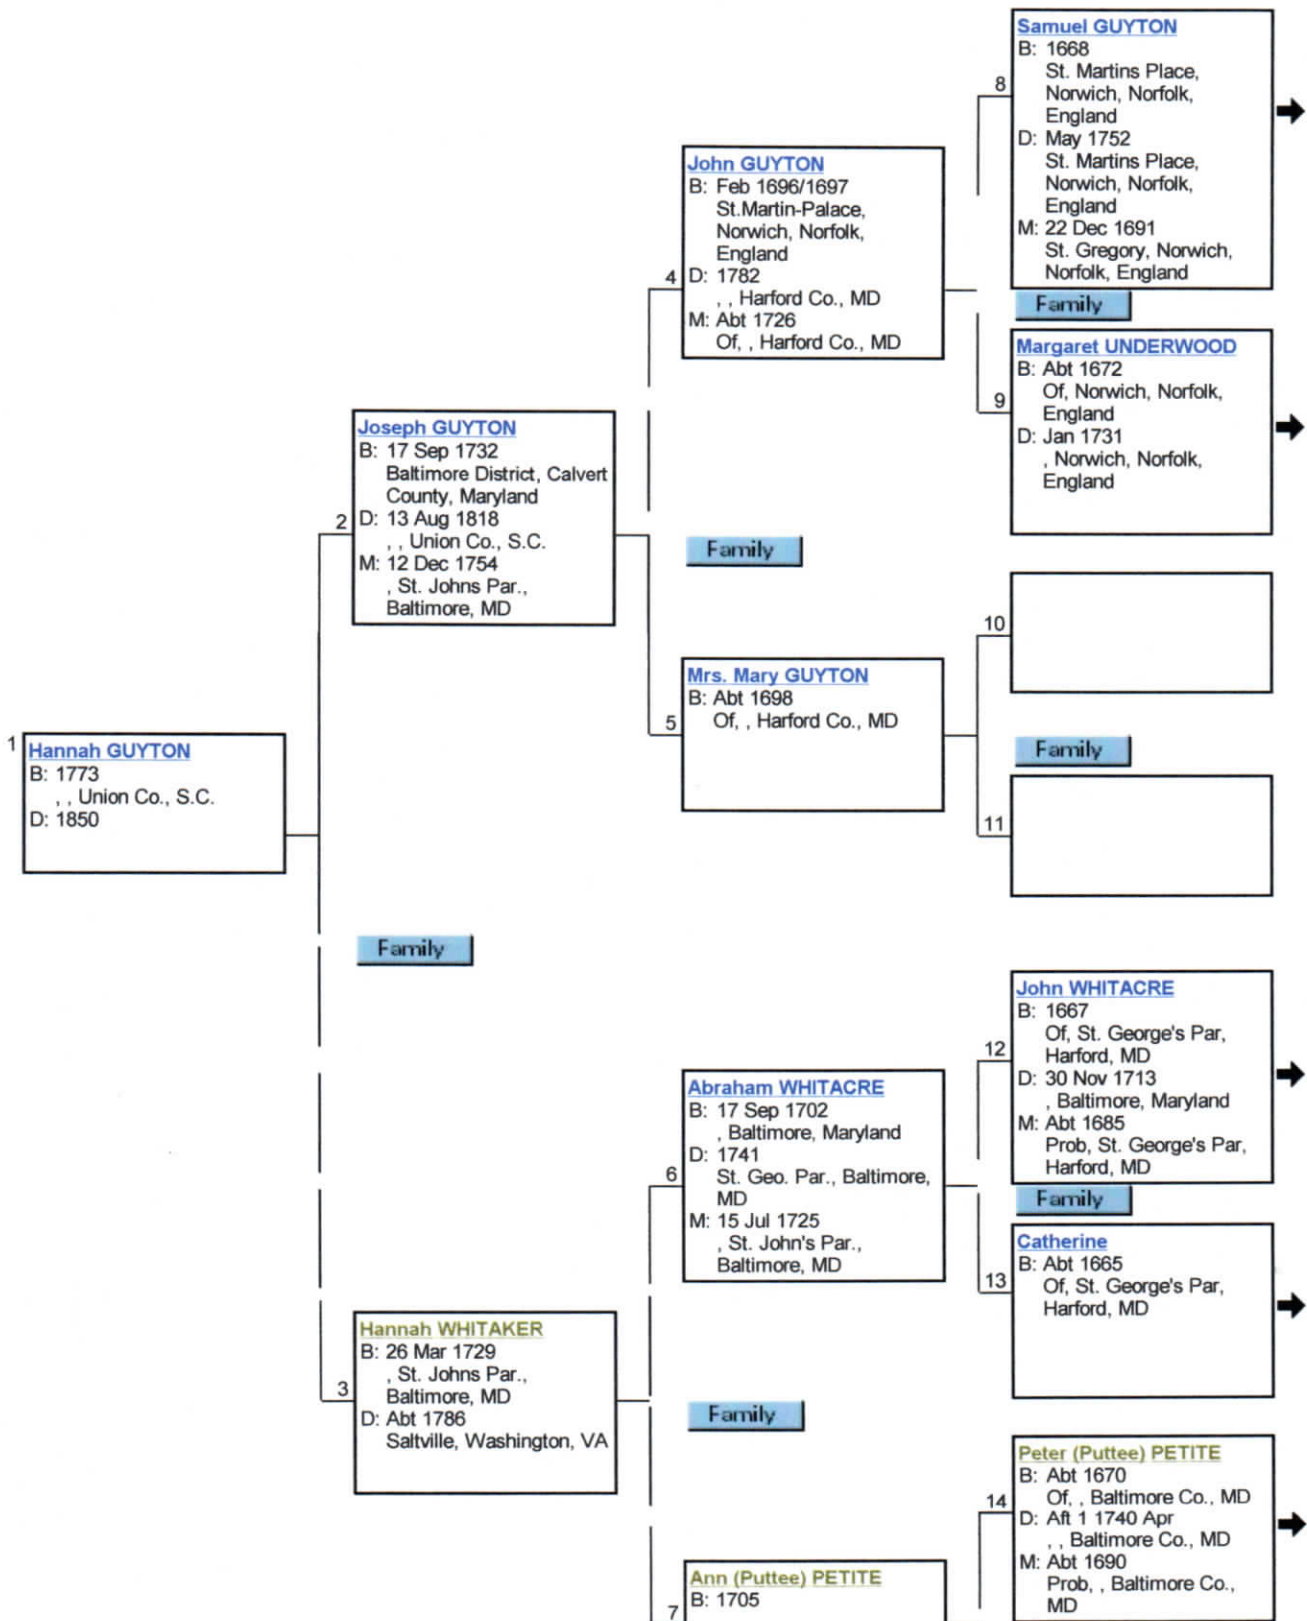 1
Hannah GUYTON
B: 1773
, , Union Co., S.C.
D: 1850
2
Joseph GUYTON
B: 17 Sep 1732
Baltimore District, Calvert
County, Maryland
D: 13 Aug 1818
, , Union Co., S.C.
M: 12 Dec 1754
, St. Johns Par.,
Baltimore, MD
Family
3
Hannah WHITAKER
B: 26 Mar 1729
, St. Johns Par.,
Baltimore, MD
D: Abt 1786
Saltville, Washington, VA
4
John GUYTON
B: Feb 1696/1697
St.Martin-Palace,
Norwich, Norfolk,
England
D: 1782
, , Harford Co., MD
M: Abt 1726
Of, , Harford Co., MD
Family
5
Mrs. Mary GUYTON
B: Abt 1698
Of, , Harford Co., MD
6
Abraham WHITACRE
B: 17 Sep 1702
, Baltimore, Maryland
D: 1741
St. Geo. Par., Baltimore,
MD
M: 15 Jul 1725
, St. John's Par.,
Baltimore, MD
Family
7
Ann (Puttee) PETITE
B: 1705
8
Samuel GUYTON
B: 1668
St. Martins Place,
Norwich, Norfolk,
England
D: May 1752
St. Martins Place,
Norwich, Norfolk,
England
M: 22 Dec 1691
St. Gregory, Norwich,
Norfolk, England
Family
9
Margaret UNDERWOOD
B: Abt 1672
Of, Norwich, Norfolk,
England
D: Jan 1731
, Norwich, Norfolk,
England
10
Family
11
12
John WHITACRE
B: 1667
Of, St. George's Par,
Harford, MD
D: 30 Nov 1713
, Baltimore, Maryland
M: Abt 1685
Prob, St. George's Par,
Harford, MD
Family
13
Catherine
B: Abt 1665
Of, St. George's Par,
Harford, MD
14
Peter (Puttee) PETITE
B: Abt 1670
Of, , Baltimore Co., MD
D: Aft 1 1740 Apr
, , Baltimore Co., MD
M: Abt 1690
Prob, , Baltimore Co.,
MD